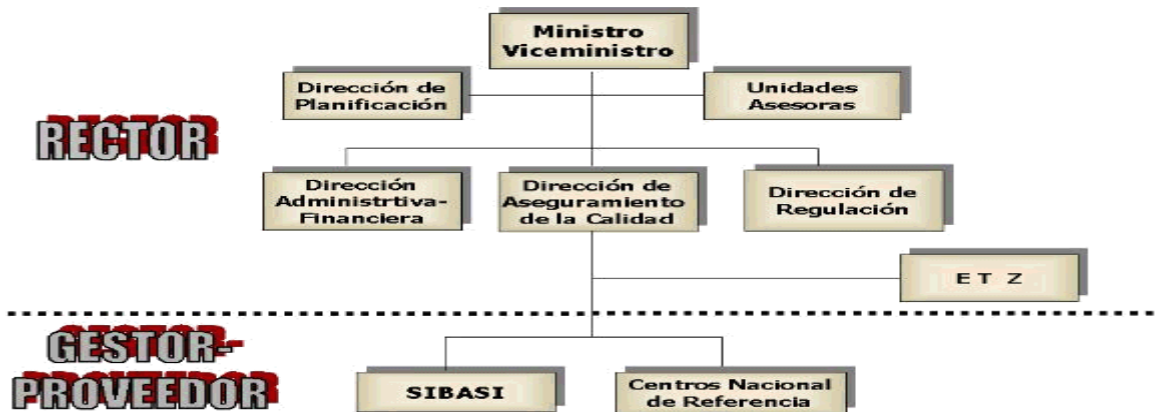 Ministro
Viceministro
Dirección de
Planificación
Unidades
Asesoras
RECTOR
Dirección
Administrtiva-
Financiera
Dirección de
Aseguramiento
de la Calidad
Dirección de
Regulación
E T Z
GESTOR-
PROVEEDOR
SIBASI
Centros Nacional
de Referencia